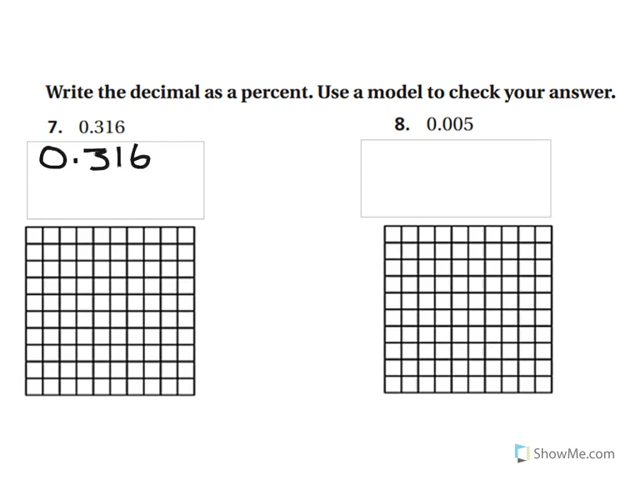 Write the decimal as a percent. Use a model to check your answer.
7. 0.316
8. 0.005
0.316
ShowMe.com